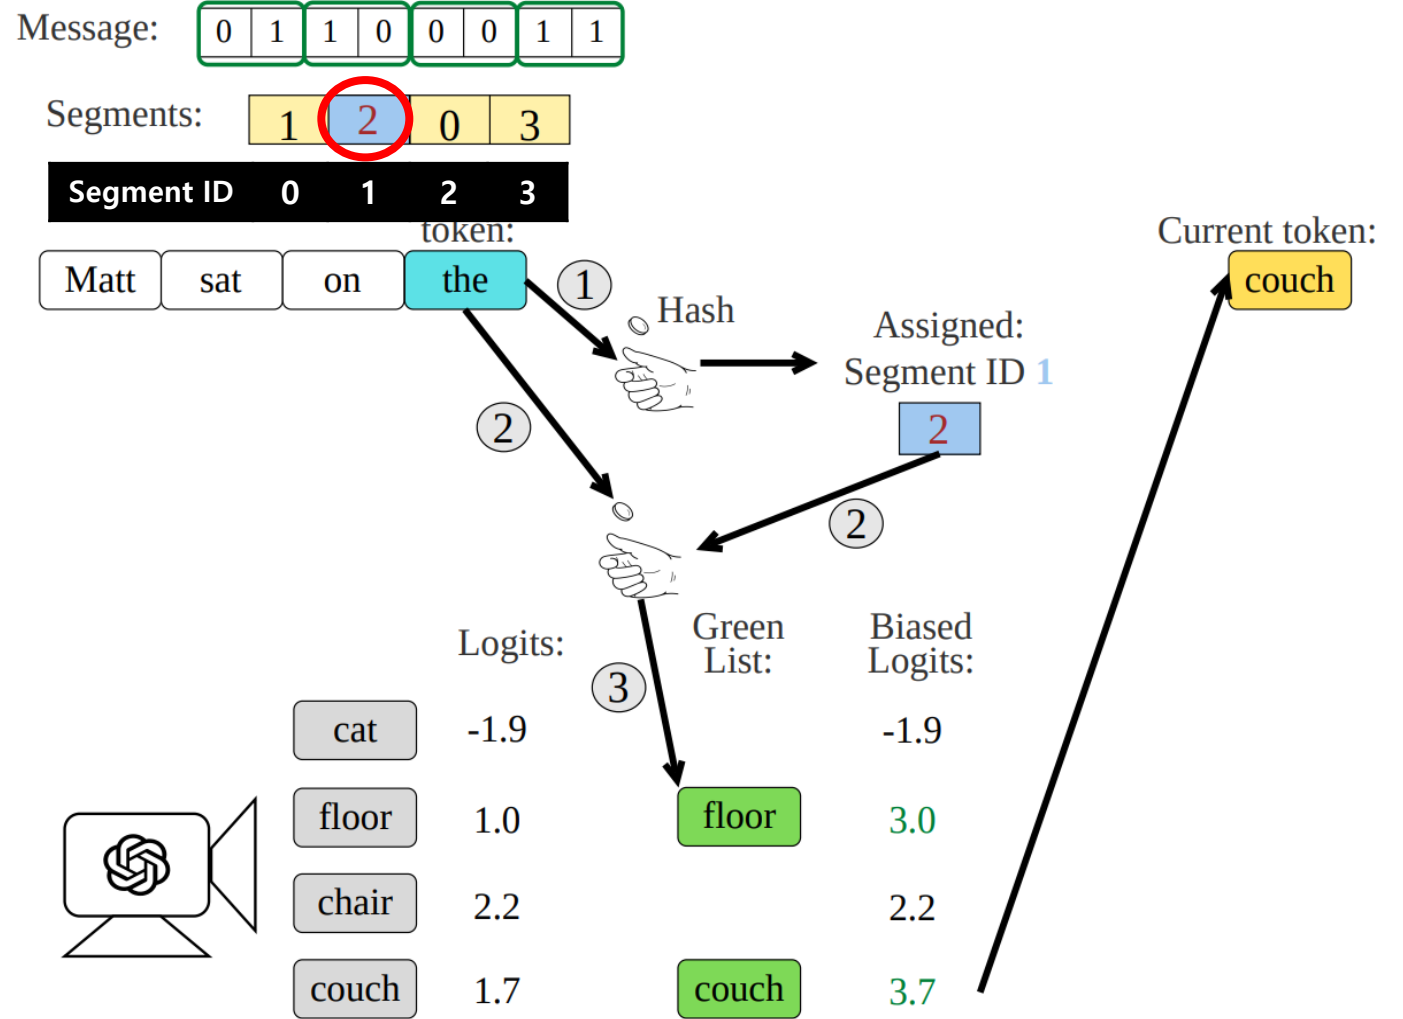 Message: 0 1 1 0 0 0 1 1
Segments: 1 2 0 3
Segment ID 0 1 2 3
token:
Current token:
Matt sat on the
couch
1
Hash
Assigned:
Segment ID 1
2
2
2
Logits:
Green
List:
Biased
Logits:
3
cat -1.9 -1.9
floor 1.0 floor 3.0
chair 2.2 2.2
couch 1.7 couch 3.7